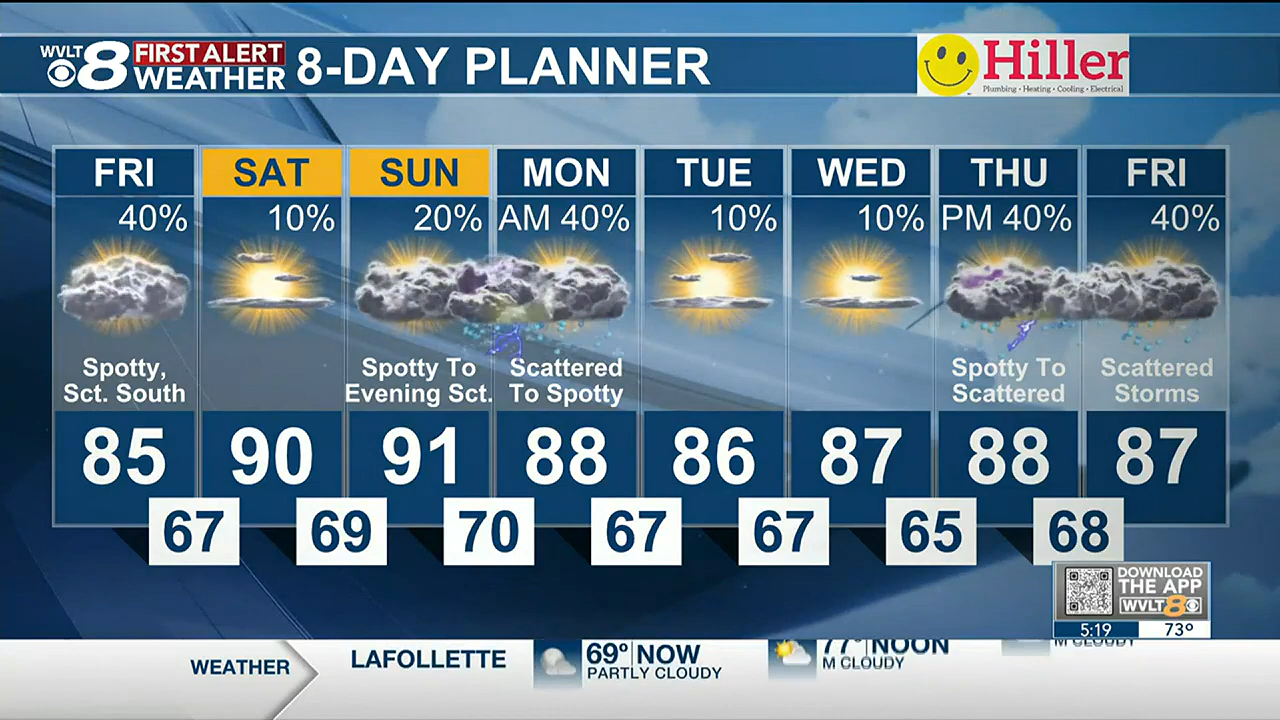 WVLT 8 FIRST ALERT WEATHER
8-DAY PLANNER
Hiller
Plumbing • Heating • Cooling • Electrical
FRI SAT SUN MON TUE WED THU FRI
40% 10% 20% AM 40% 10% 10% PM 40% 40%
Spotty, Spotty To Scattered Spotty To Scattered
Sct. South Evening Sct. To Spotty Scattered Storms
85 90 91 88 86 87 88 87
67 69 70 67 67 65 68
DOWNLOAD
THE APP
WVLT 8
5:19 73°
WEATHER
LAFOLLETTE
69° NOW
PARTLY CLOUDY
77° NOON
M CLOUDY
M CLOUDY